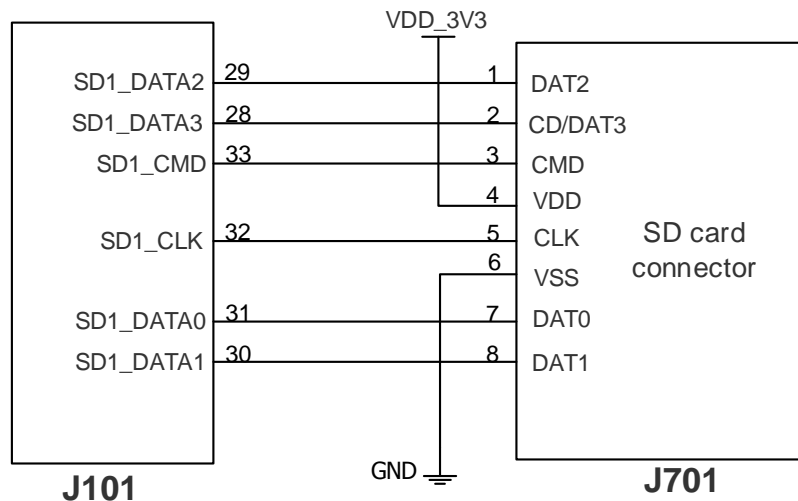 VDD_3V3
SD1_DATA2 29 1 DAT2
SD1_DATA3 28 2 CD/DAT3
SD1_CMD 33 3 CMD
4 VDD
SD1_CLK 32 5 CLK
SD card
connector
6 VSS
SD1_DATA0 31 7 DAT0
SD1_DATA1 30 8 DAT1
GND
J101
J701